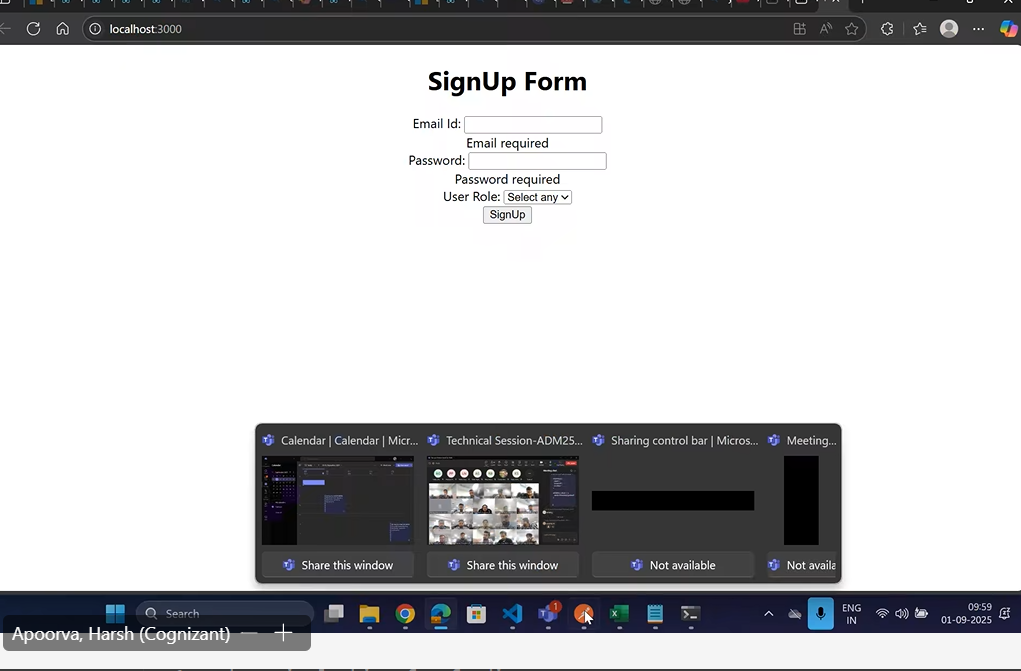 localhost:3000
SignUp Form
Email Id:
Email required
Password:
Password required
User Role: Select any
SignUp
Calendar | Calendar | Micr...
Technical Session-ADM25...
Sharing control bar | Micros...
Meeting...
Share this window
Share this window
Not available
Not availa
Search
1
ENG
IN
09:59
01-09-2025
Apoorva, Harsh (Cognizant)